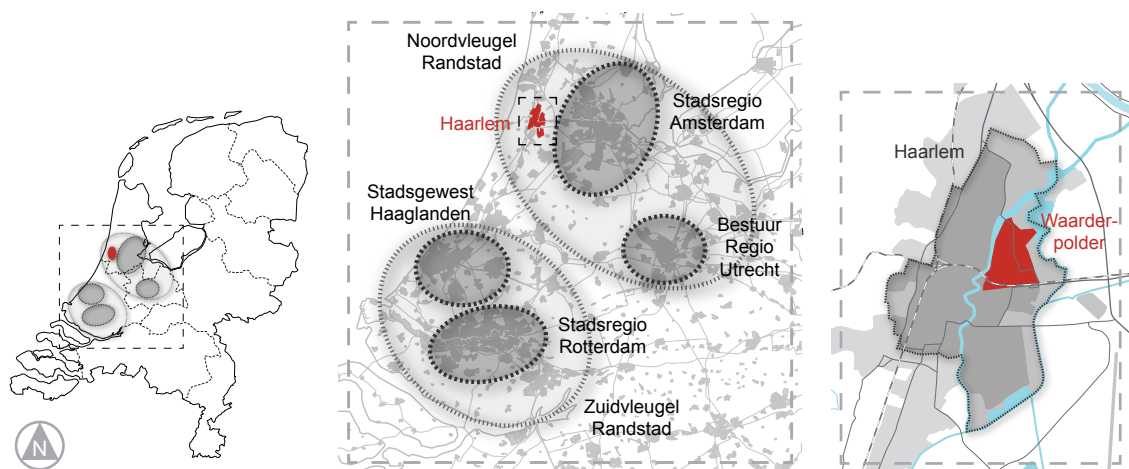 N
Noordvleugel
Randstad
Haarlem
Stadsregio
Amsterdam
Stadsgewest
Haaglanden
Bestuur
Regio
Utrecht
Stadsregio
Rotterdam
Zuidvleugel
Randstad
Haarlem
Waarder-
polder